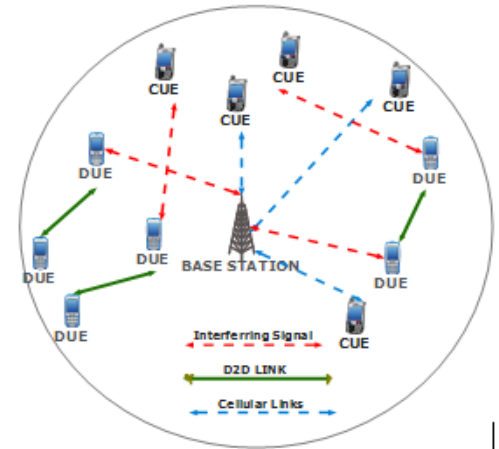 CUE
CUE
CUE
CUE
DUE
DUE
DUE
DUE
BASE STATION
DUE
DUE
CUE
Interferring Signal
D2D LINK
Cellular Links